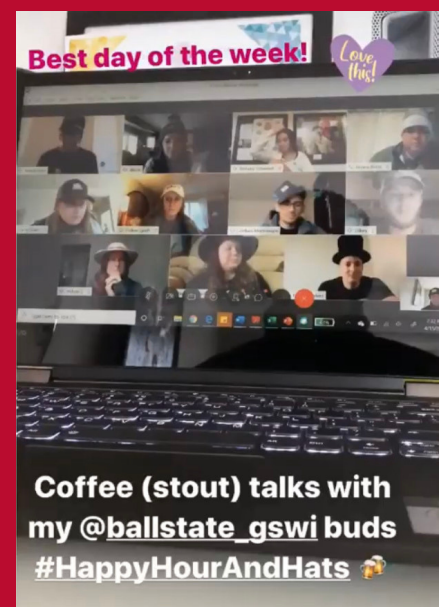 Best day of the week!
Love
this!
Coffee (stout) talks with
my @ballstate_gswi buds
#HappyHourAndHats